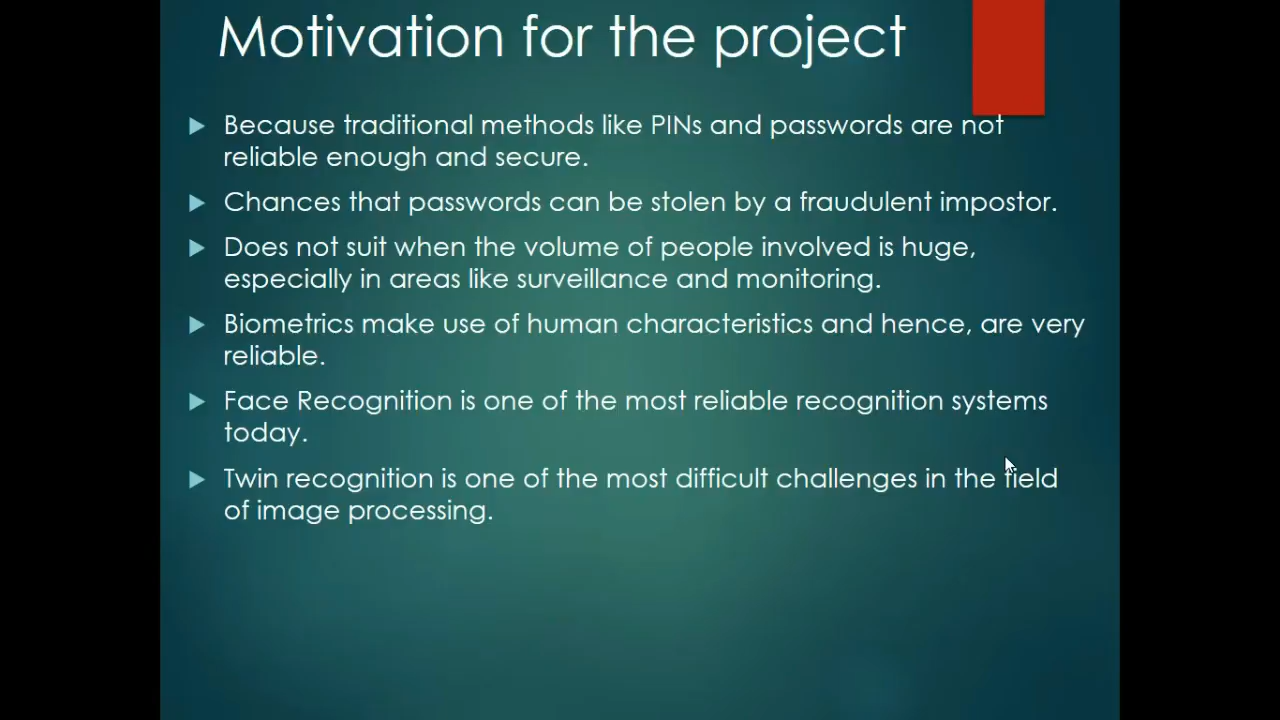 Motivation for the project
Because traditional methods like PINs and passwords are not
reliable enough and secure.
Chances that passwords can be stolen by a fraudulent impostor.
Does not suit when the volume of people involved is huge,
especially in areas like surveillance and monitoring.
Biometrics make use of human characteristics and hence, are very
reliable.
Face Recognition is one of the most reliable recognition systems
today.
Twin recognition is one of the most difficult challenges in the field
of image processing.